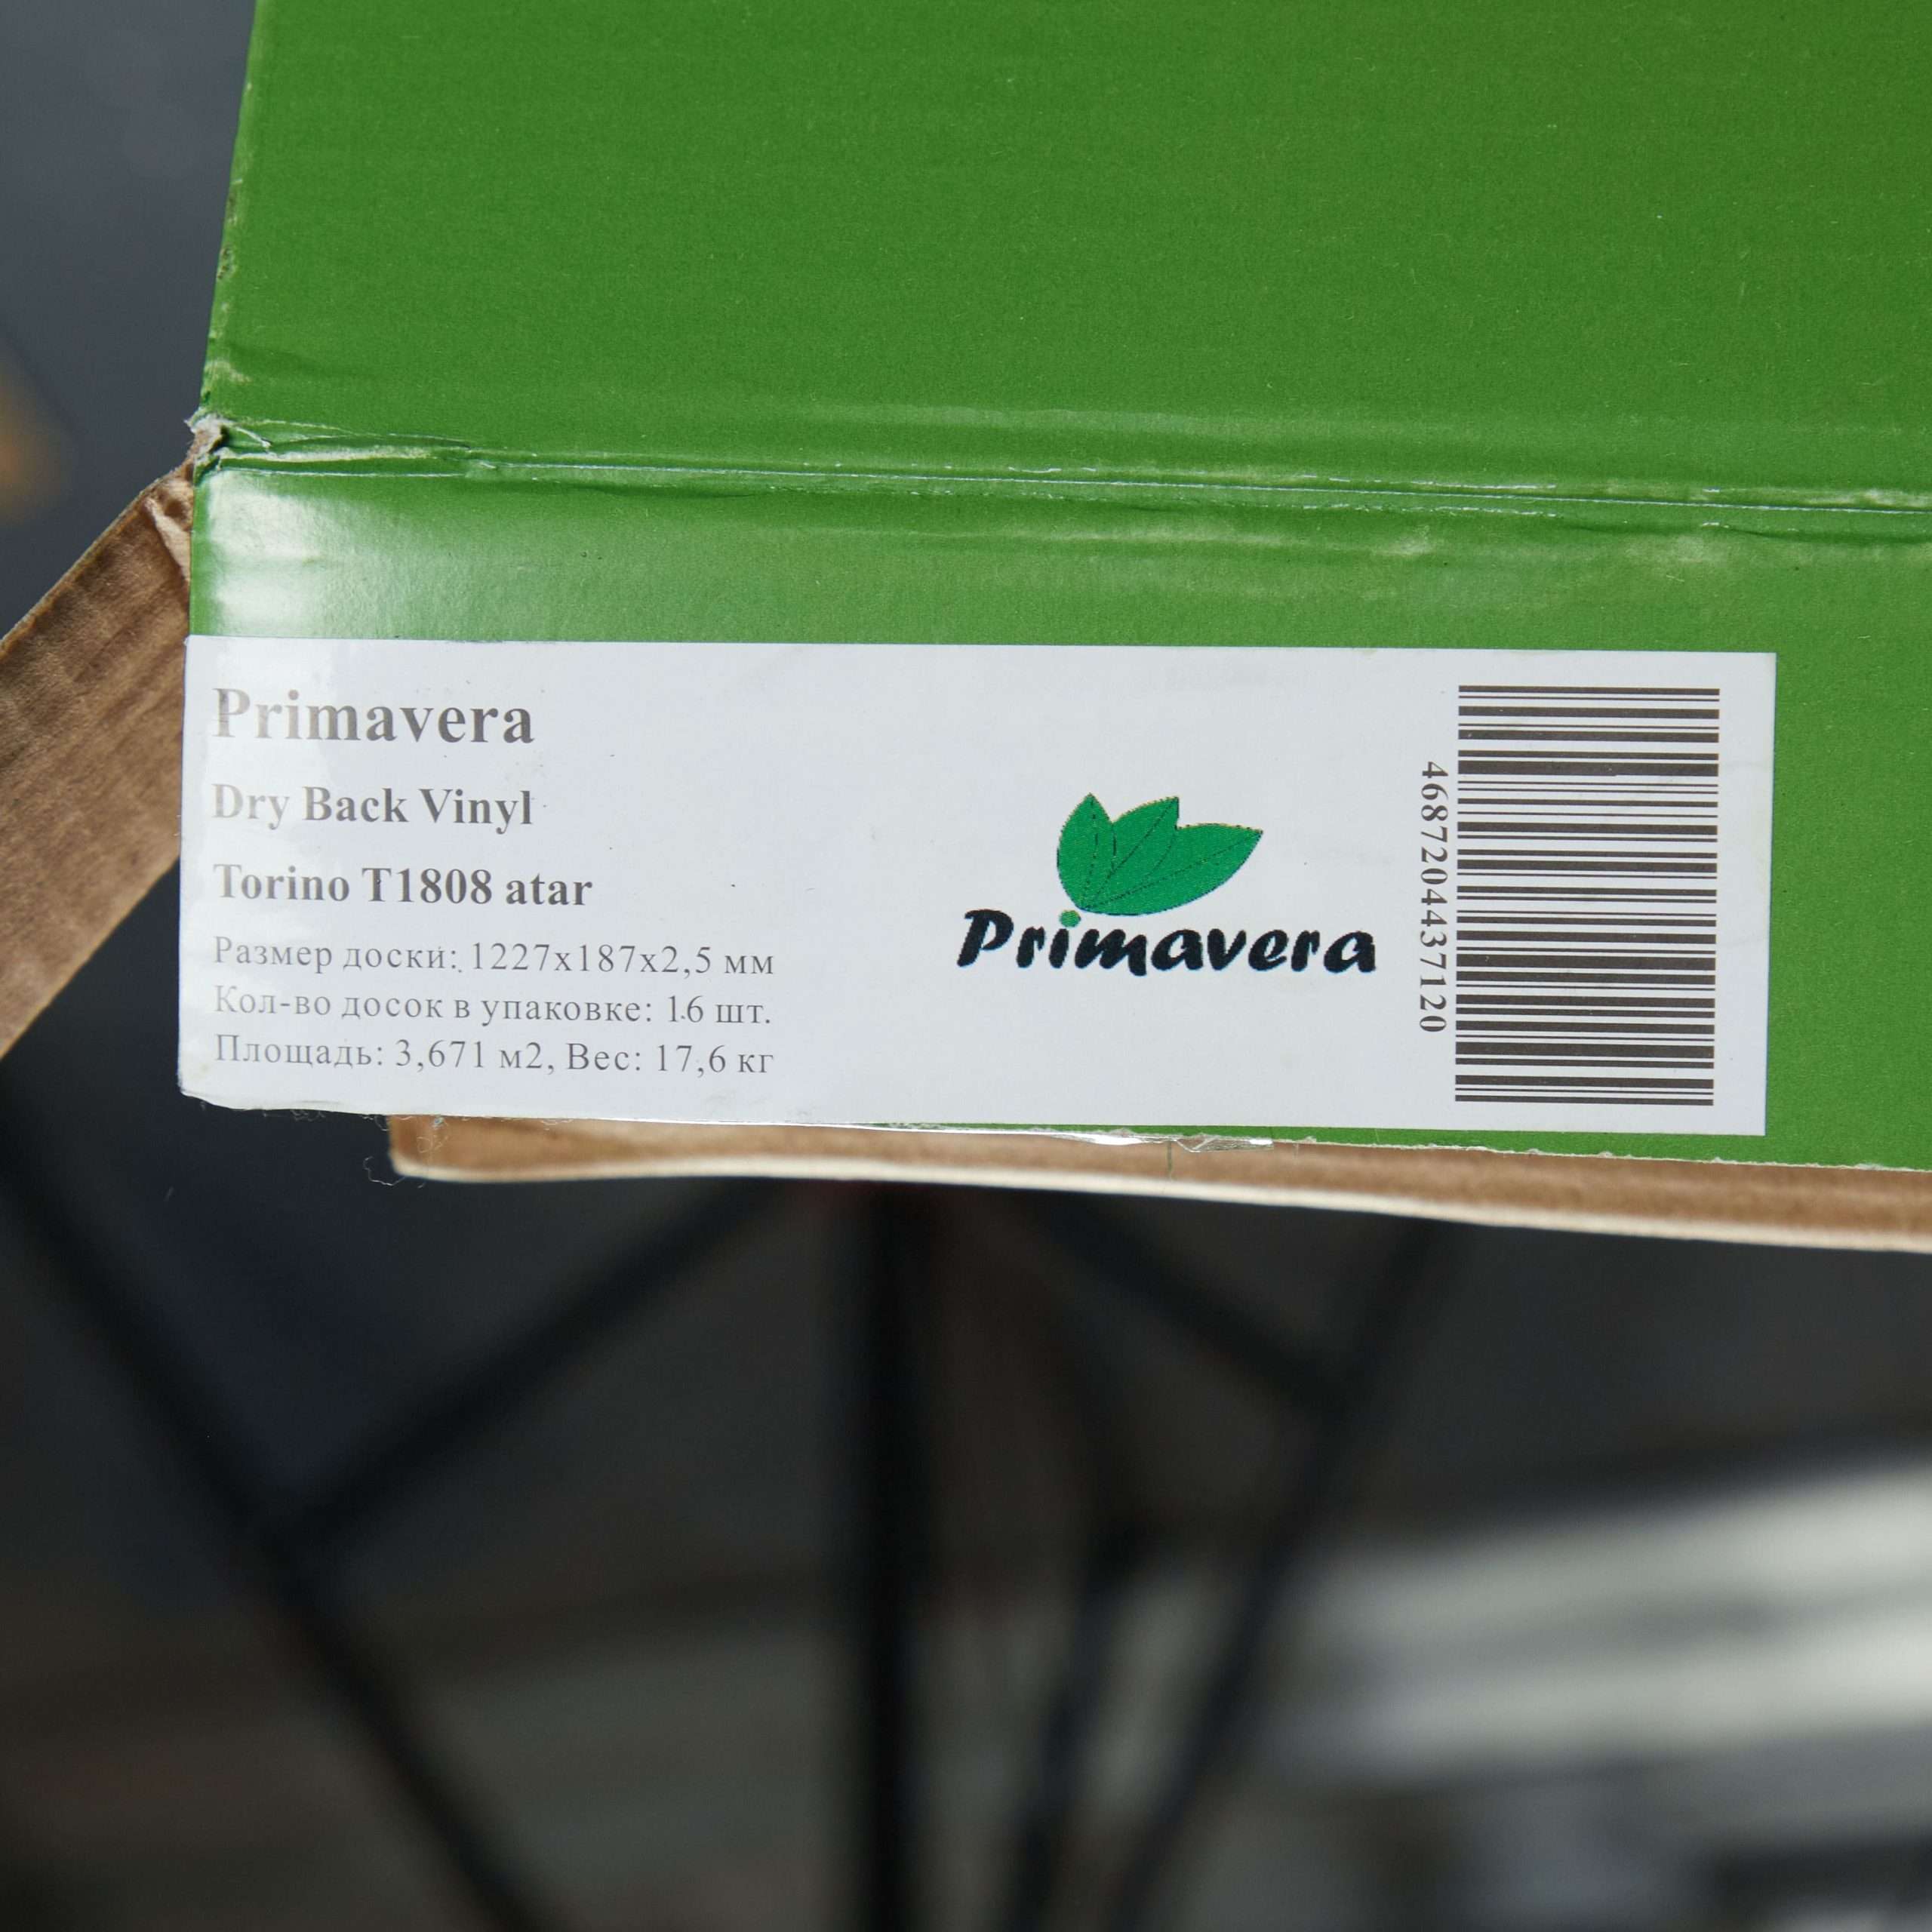 Primavera
Dry Back Vinyl
Torino T1808 atar
Размер доски: 1227x187x2,5 мм
Кол-во досок в упаковке: 16 шт.
Площадь: 3,671 м2, Вес: 17,6 кг
Primavera
4687204437120